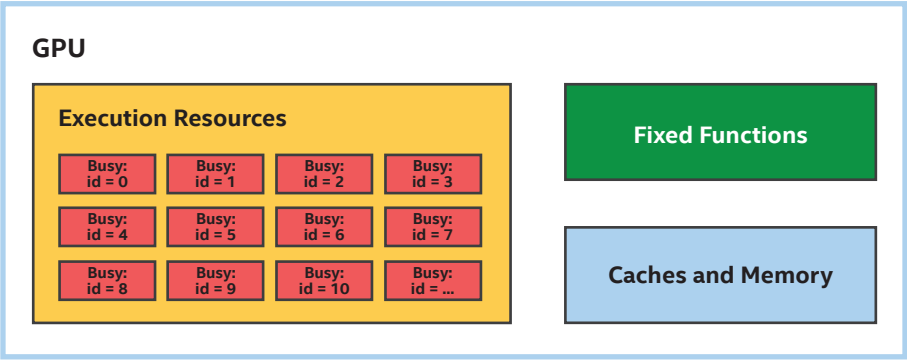 GPU
Execution Resources
Fixed Functions
Busy:
id = 0
Busy:
id = 1
Busy:
id = 2
Busy:
id = 3
Busy:
id = 4
Busy:
id = 5
Busy:
id = 6
Busy:
id = 7
Busy:
id = 8
Busy:
id = 9
Busy:
id = 10
Busy:
id = ...
Caches and Memory